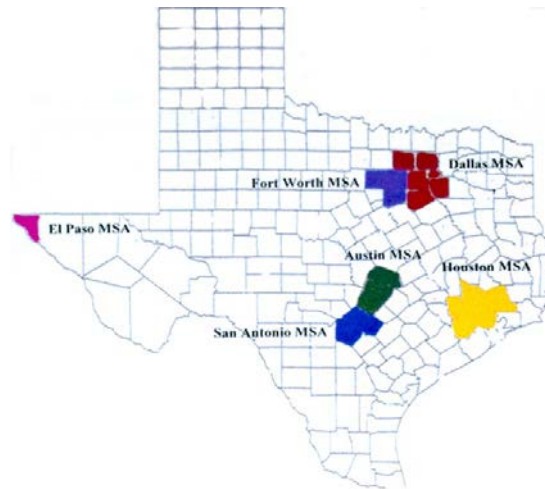 Dallas MSA
Fort Worth MSA
El Paso MSA
Austin MSA
Houston MSA
San Antonio MSA